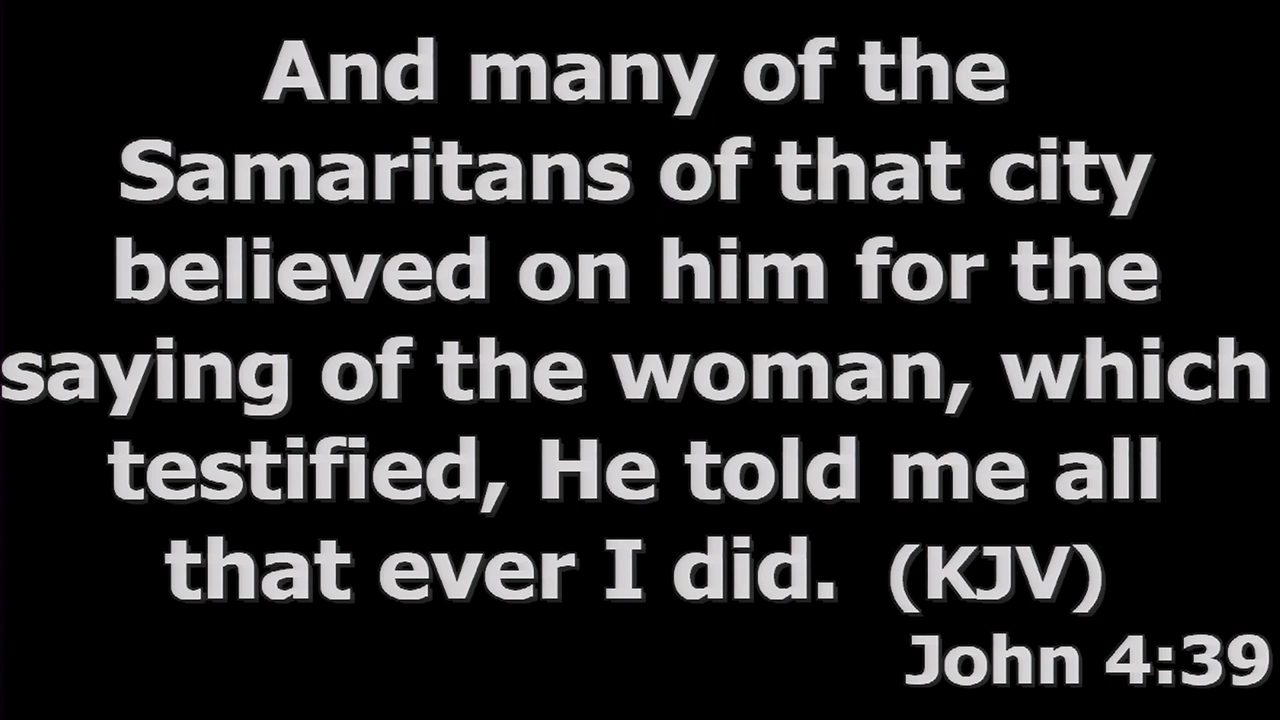 And many of the
Samaritans of that city
believed on him for the
saying of the woman, which
testified, He told me all
that ever I did. (KJV)
John 4:39